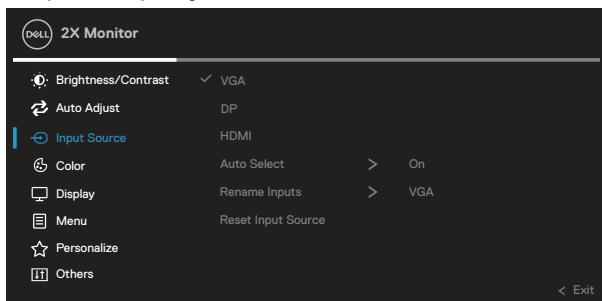 DELL 2X Monitor
Brightness/Contrast ✓ VGA
Auto Adjust DP
Input Source HDMI
Color Auto Select > On
Display Rename Inputs > VGA
Menu Reset Input Source
Personalize
Others
< Exit